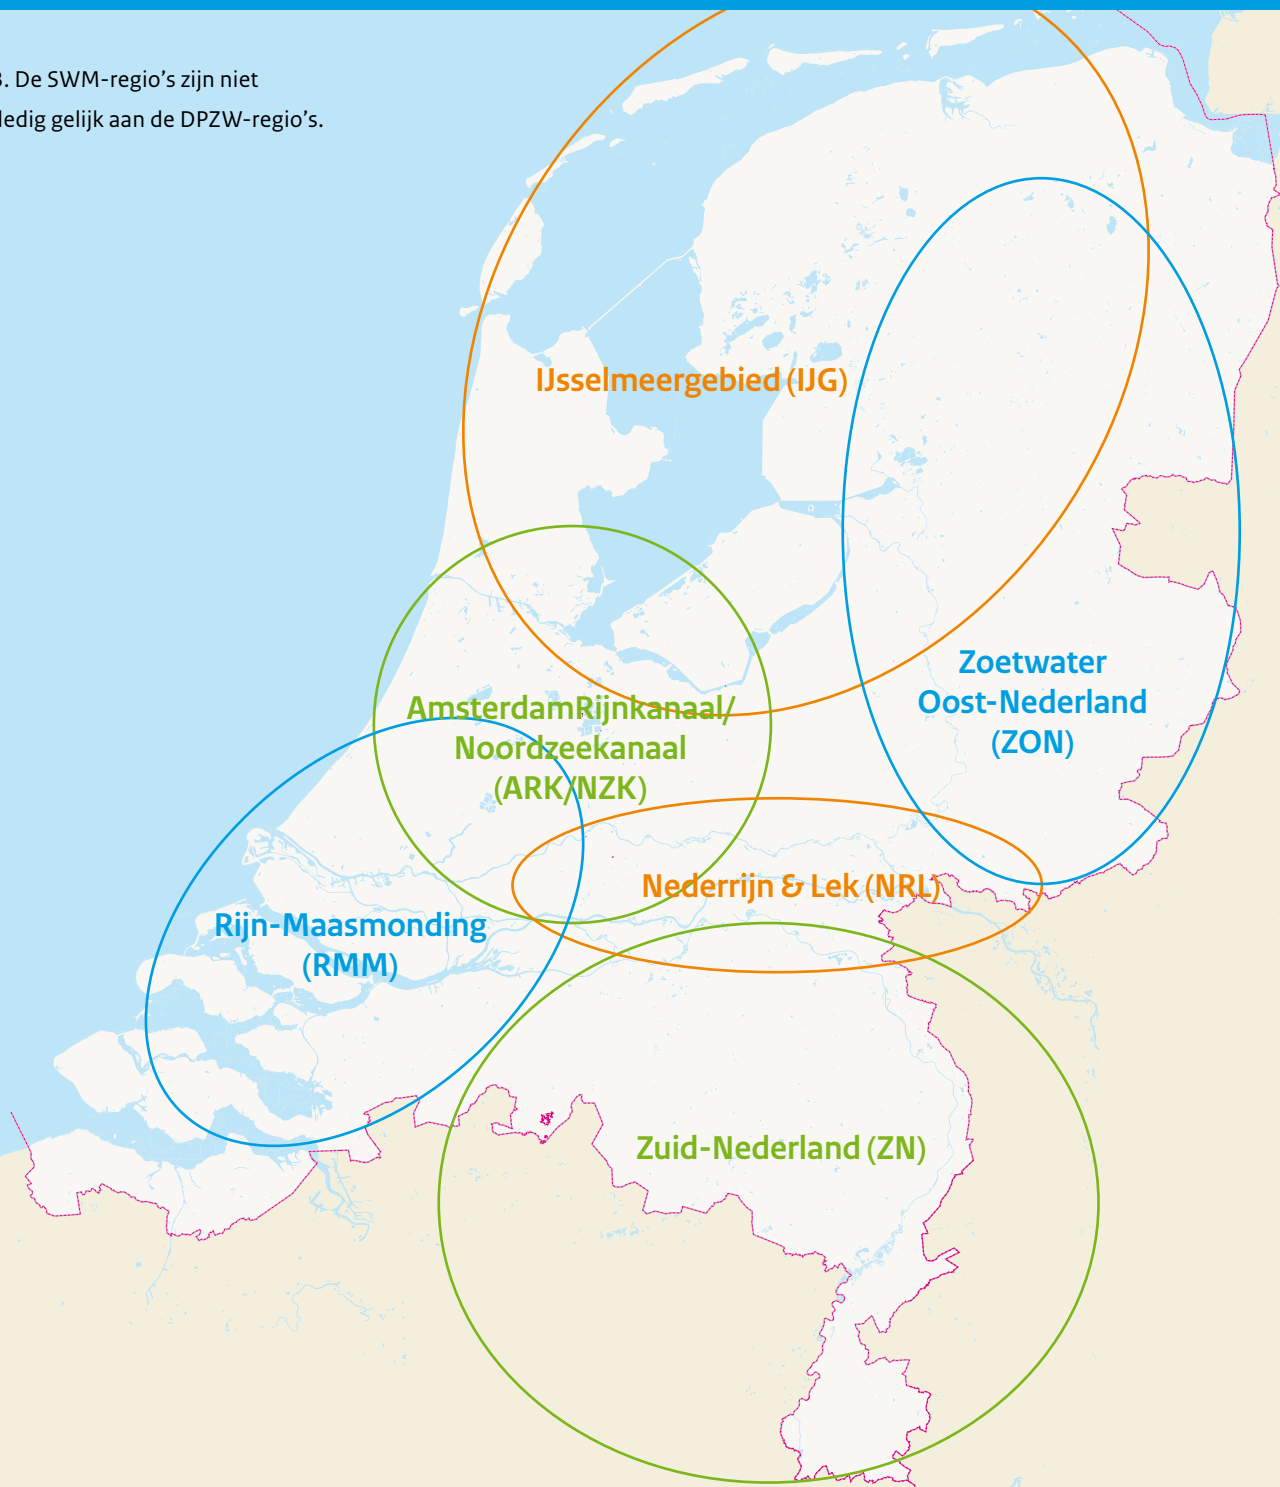 . De SWM-regio’s zijn niet
ledig gelijk aan de DPZW-regio’s.
IJsselmeergebied (IJG)
Zoetwater
Oost-Nederland
(ZON)
AmsterdamRijnkanaal/
Noordzeekanaal
(ARK/NZK)
Nederrijn & Lek (NRL)
Rijn-Maasmonding
(RMM)
Zuid-Nederland (ZN)